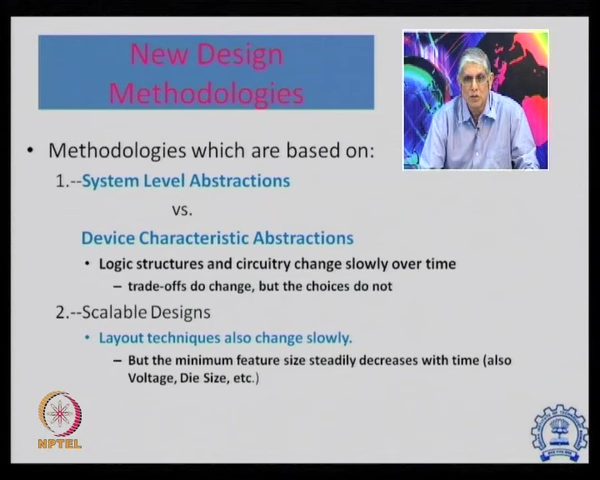 New Design
Methodologies
• Methodologies which are based on:
1.--System Level Abstractions
vs.
Device Characteristic Abstractions
• Logic structures and circuitry change slowly over time
– trade-offs do change, but the choices do not
2.--Scalable Designs
• Layout techniques also change slowly.
– But the minimum feature size steadily decreases with time (also
Voltage, Die Size, etc.)
NPTEL